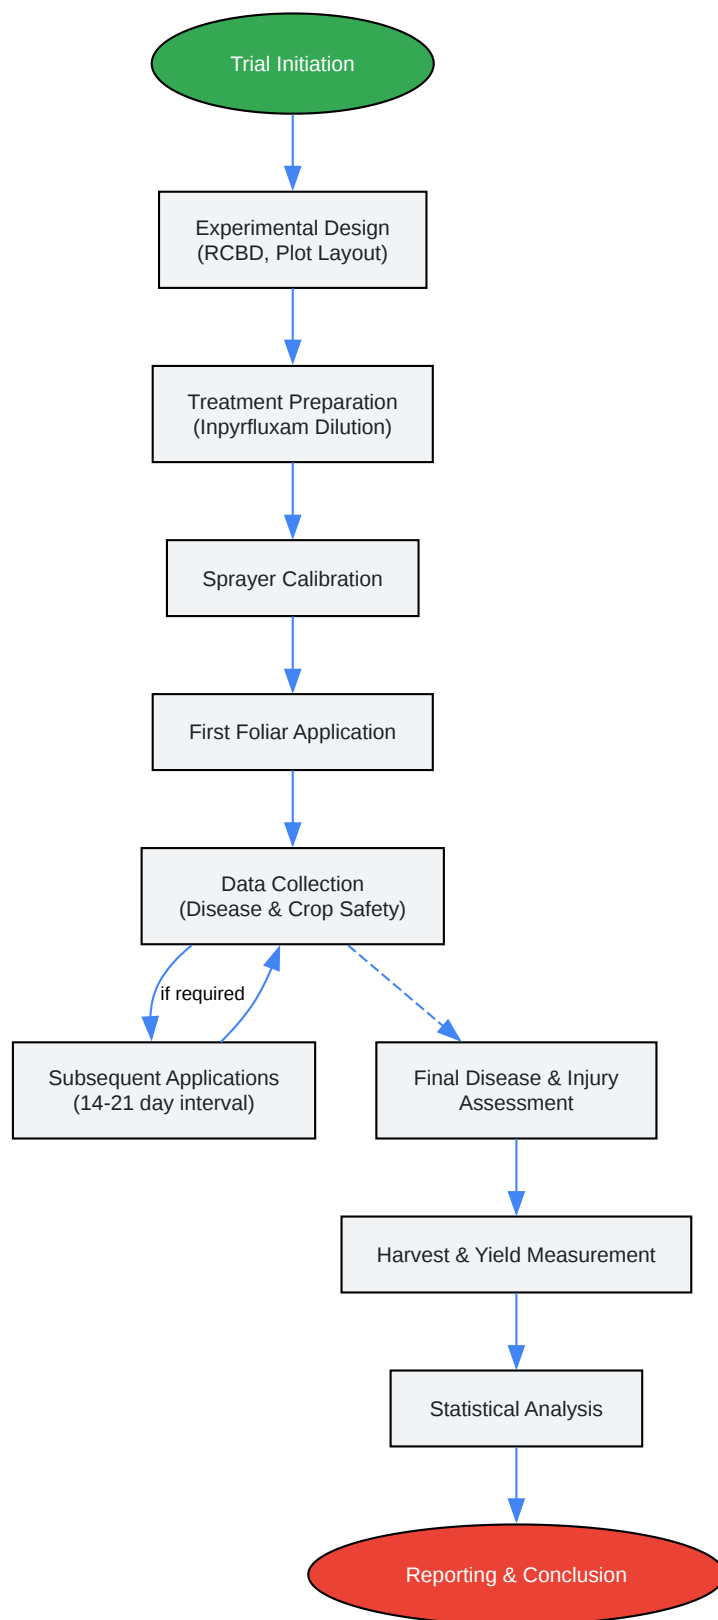 Trial Initiation
Experimental Design
(RCBD, Plot Layout)
Treatment Preparation
(Inpyrfluxam Dilution)
Sprayer Calibration
First Foliar Application
Data Collection
(Disease & Crop Safety)
if required
Subsequent Applications
(14-21 day interval)
Final Disease & Injury
Assessment
Harvest & Yield Measurement
Statistical Analysis
Reporting & Conclusion